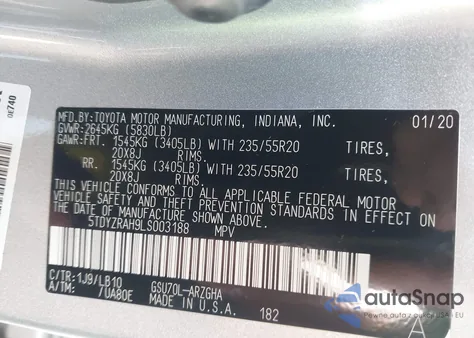 MFD.BY:TOYOTA MOTOR MANUFACTURING, INDIANA, INC. 01/20
GVWR:2645KG (5830LB)
GAWR:FRT. 1545KG (3405LB) WITH 235/55R20 TIRES,
20X8J RIMS.
RR. 1545KG (3405LB) WITH 235/55R20 TIRES,
20X8J RIMS.
THIS VEHICLE CONFORMS TO ALL APPLICABLE FEDERAL MOTOR
VEHICLE SAFETY AND THEFT PREVENTION STANDARDS IN EFFECT ON
THE DATE OF MANUFACTURE SHOWN ABOVE.
5TDYZRAH9LS003188 MPV
C/TR:1J9/LB10 GSU70L-ARZGHA
A/TM: /UA80E MADE IN U.S.A. 182
A
0E740
autoSnap